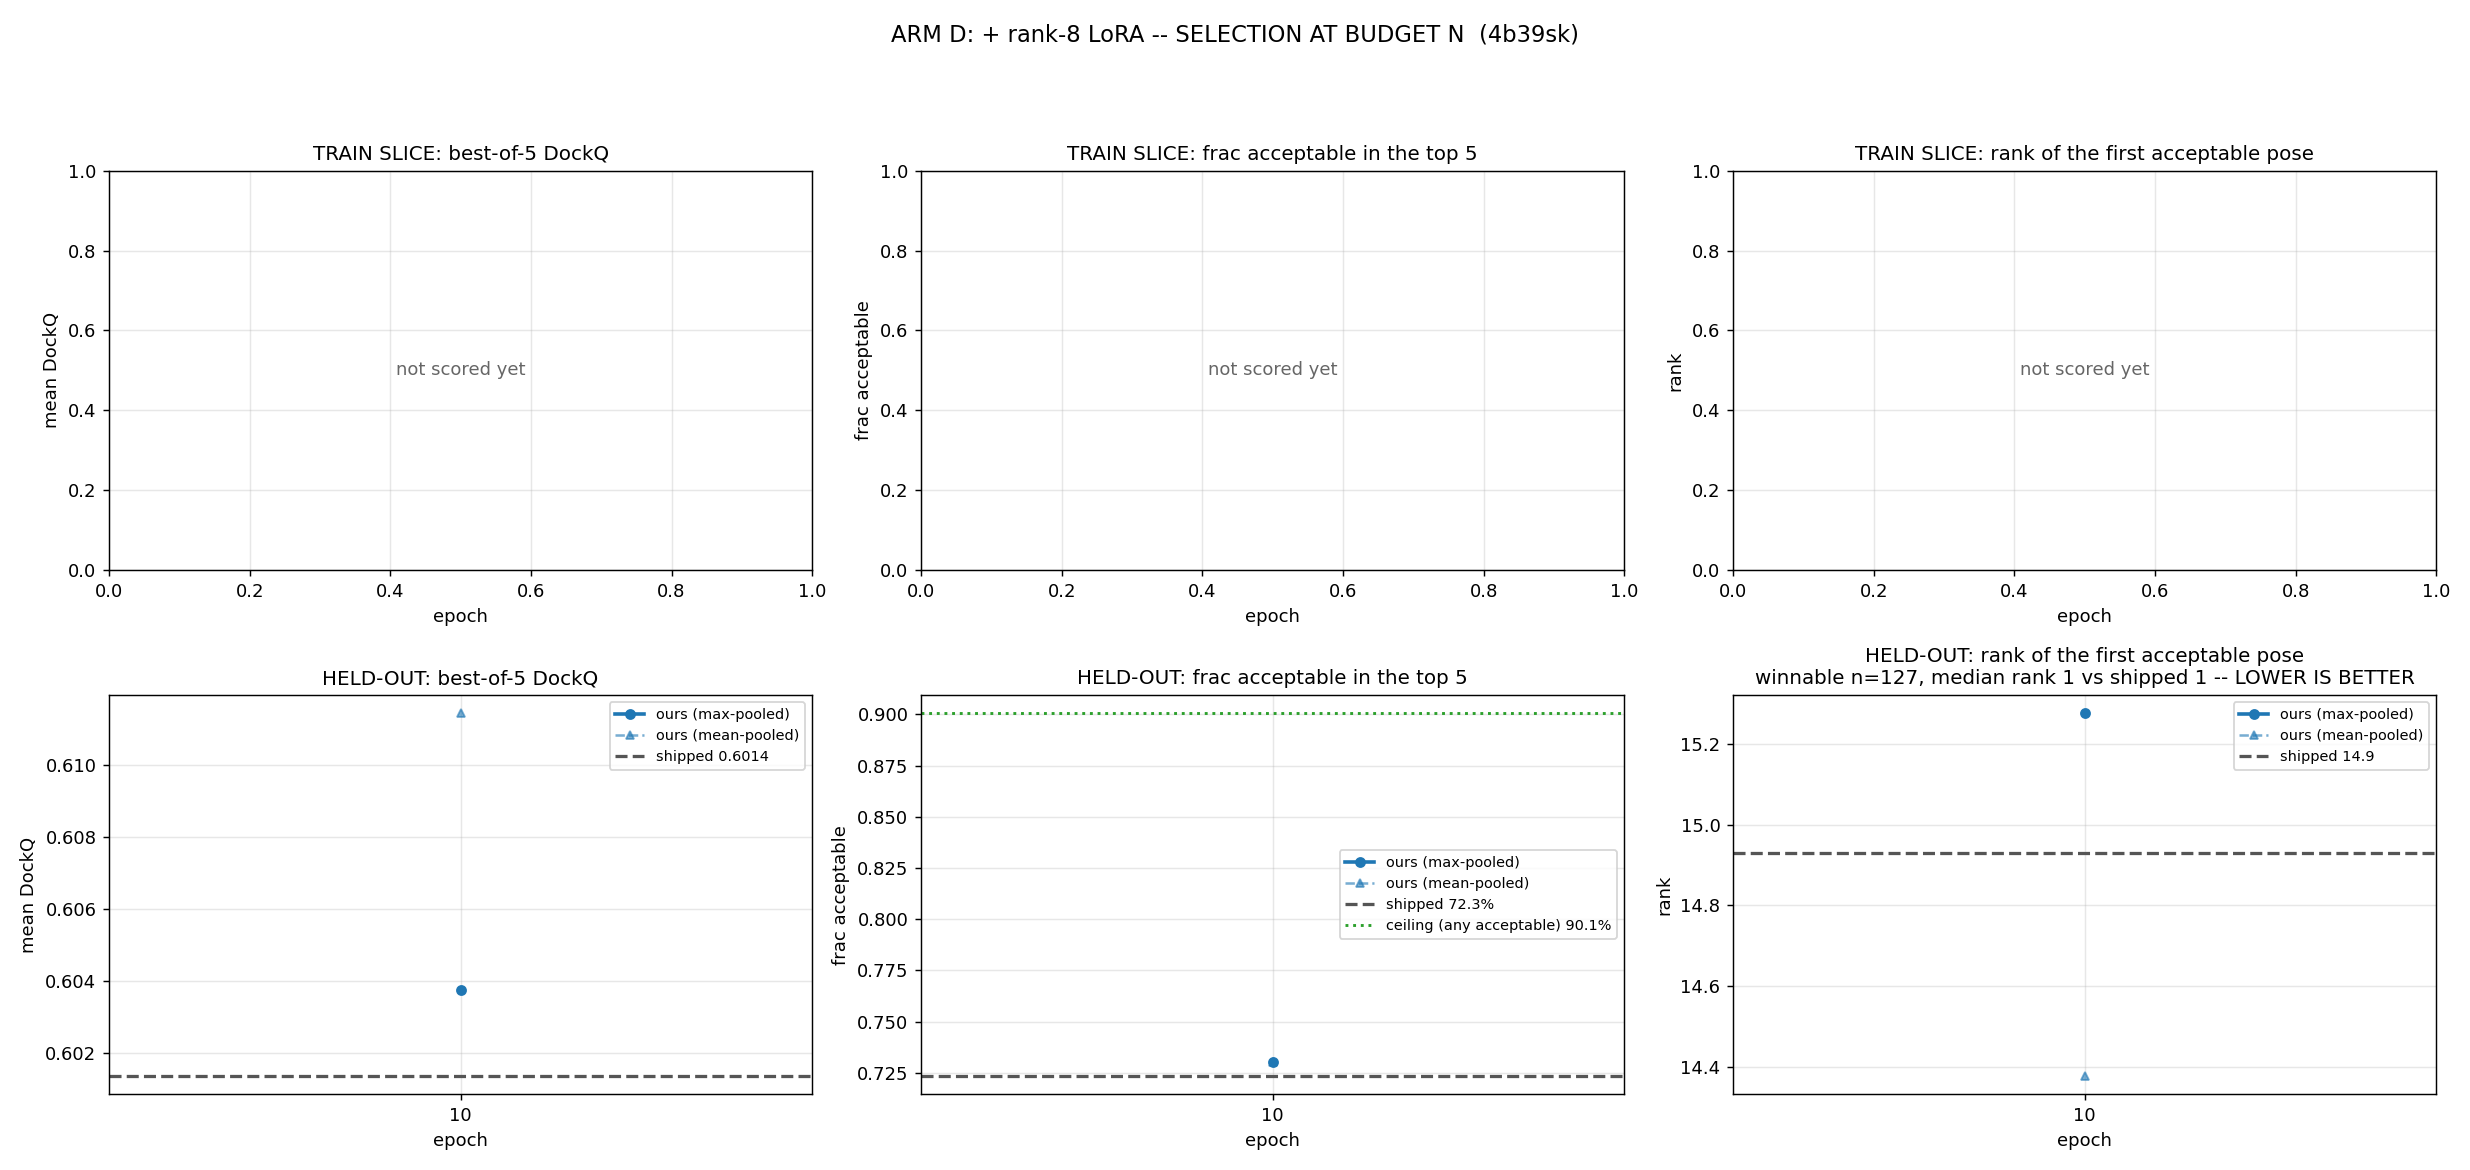 ARM D: + rank-8 LoRA -- SELECTION AT BUDGET N  (4b39sk)
TRAIN SLICE: best-of-5 DockQ
mean DockQ
1.0
0.8
0.6
0.4
0.2
0.0
not scored yet
0.0 0.2 0.4 0.6 0.8 1.0
epoch
TRAIN SLICE: frac acceptable in the top 5
frac acceptable
1.0
0.8
0.6
0.4
0.2
0.0
not scored yet
0.0 0.2 0.4 0.6 0.8 1.0
epoch
TRAIN SLICE: rank of the first acceptable pose
rank
1.0
0.8
0.6
0.4
0.2
0.0
not scored yet
0.0 0.2 0.4 0.6 0.8 1.0
epoch
HELD-OUT: best-of-5 DockQ
mean DockQ
0.610
0.608
0.606
0.604
0.602
ours (max-pooled)
ours (mean-pooled)
shipped 0.6014
10
epoch
HELD-OUT: frac acceptable in the top 5
frac acceptable
0.900
0.875
0.850
0.825
0.800
0.775
0.750
0.725
ours (max-pooled)
ours (mean-pooled)
shipped 72.3%
ceiling (any acceptable) 90.1%
10
epoch
HELD-OUT: rank of the first acceptable pose
winnable n=127, median rank 1 vs shipped 1 -- LOWER IS BETTER
rank
15.2
15.0
14.8
14.6
14.4
ours (max-pooled)
ours (mean-pooled)
shipped 14.9
10
epoch